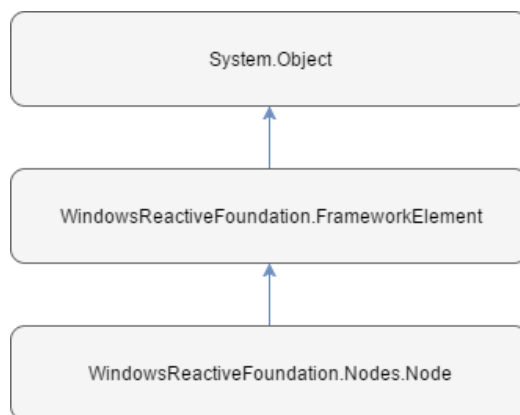 System.Object
WindowsReactiveFoundation.FrameworkElement
WindowsReactiveFoundation.Nodes.Node